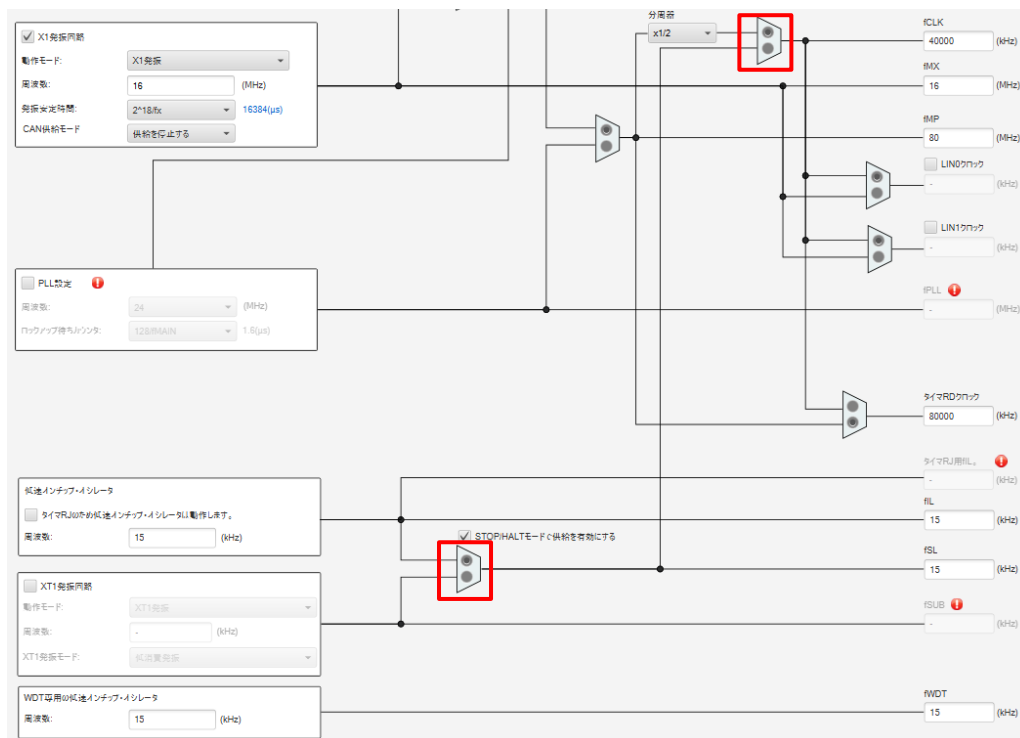 分周器
x1/2
fCLK
40000 (kHz)
fMX
16 (MHz)
fMP
80 (MHz)
LIN0クロック
- (kHz)
LIN1クロック
- (kHz)
fPLL
- (MHz)
タイマRDクロック
80000 (kHz)
タイマRJ用fIL。
- (kHz)
fIL
15 (kHz)
fSL
15 (kHz)
fSUB
- (kHz)
fWDT
15 (kHz)
X1発振回路
動作モード: X1発振
周波数: 16 (MHz)
発振安定時間: 2^18/fx 16384(μs)
CAN供給モード 供給を停止する
PLL設定
周波数: 24 (MHz)
ロックアップ待ちカウンタ: 128/fMAIN 1.6(μs)
低速オンチップ・オシレータ
タイマRJのため低速オンチップ・オシレータは動作します。
周波数: 15 (kHz)
STOP/HALTモードで供給を有効にする
XT1発振回路
動作モード: XT1発振
周波数: - (kHz)
XT1発振モード: 低消費発振
WDT専用の低速オンチップ・オシレータ
周波数: 15 (kHz)